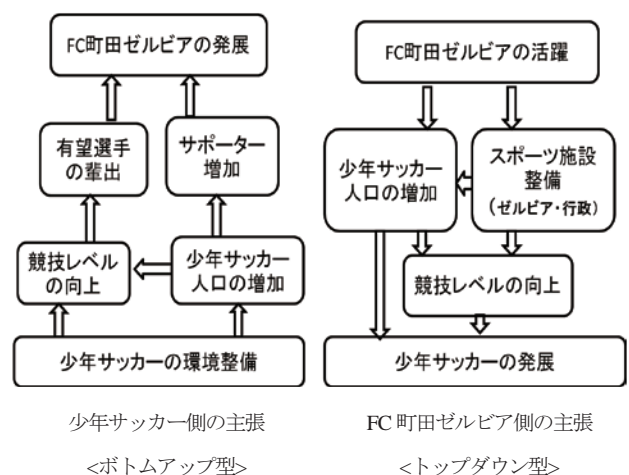 FC町田ゼルビアの発展
有望選手
の輩出
サポーター
増加
競技レベル
の向上
少年サッカー
人口の増加
少年サッカーの環境整備
少年サッカー側の主張
<ボトムアップ型>
FC町田ゼルビアの活躍
少年サッカー
人口の増加
スポーツ施設
整備
(ゼルビア・行政)
競技レベルの向上
少年サッカーの発展
FC 町田ゼルビア側の主張
<トップダウン型>